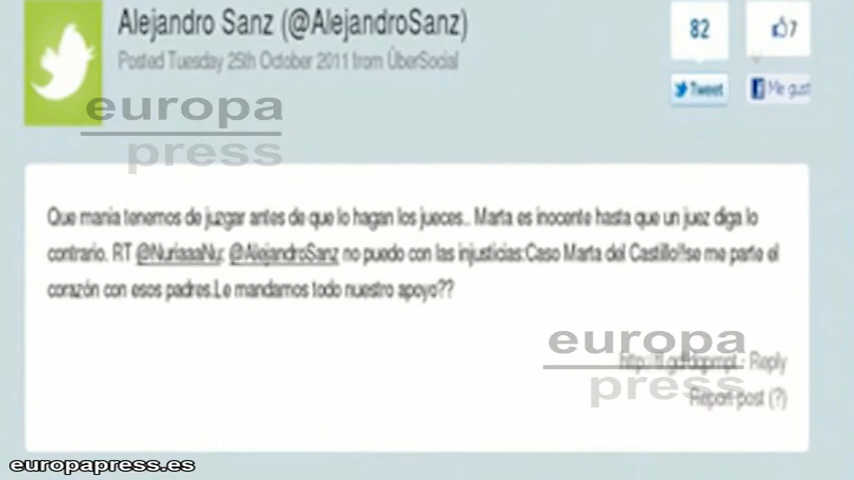 Alejandro Sanz (@AlejandroSanz)
Posted Tuesday 25th October 2011 from ÜberSocial
82
7
Tweet
Me gust
europa
press
Que mania tenemos de juzgar antes de que lo hagan los jueces.. Marta es inocente hasta que un juez diga lo
contrario. RT @NuriaaaNu: @AlejandroSanz no puedo con las injusticias:Caso Marta del Castillo!!se me parte el
corazón con esos padres.Le mandamos todo nuestro apoyo??
europa
press
Reply
Report post (?)
europapress.es